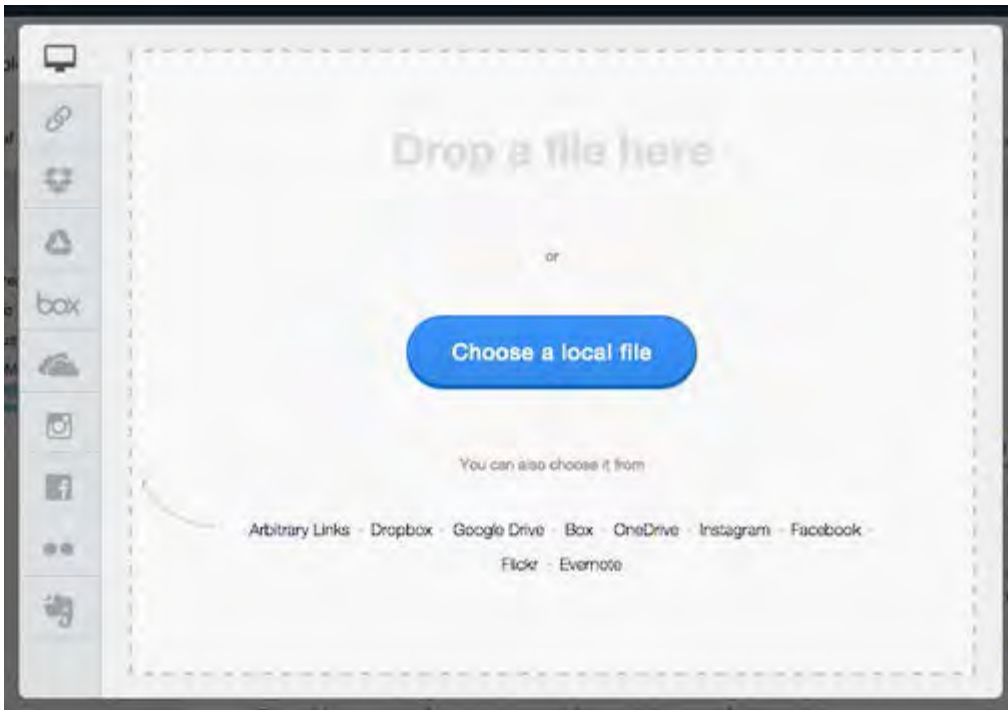 Drop a file here
or
box
Choose a local file
You can also choose it from
Arbitrary Links - Dropbox - Google Drive - Box - OneDrive - Instagram - Facebook -
Flickr - Evernote